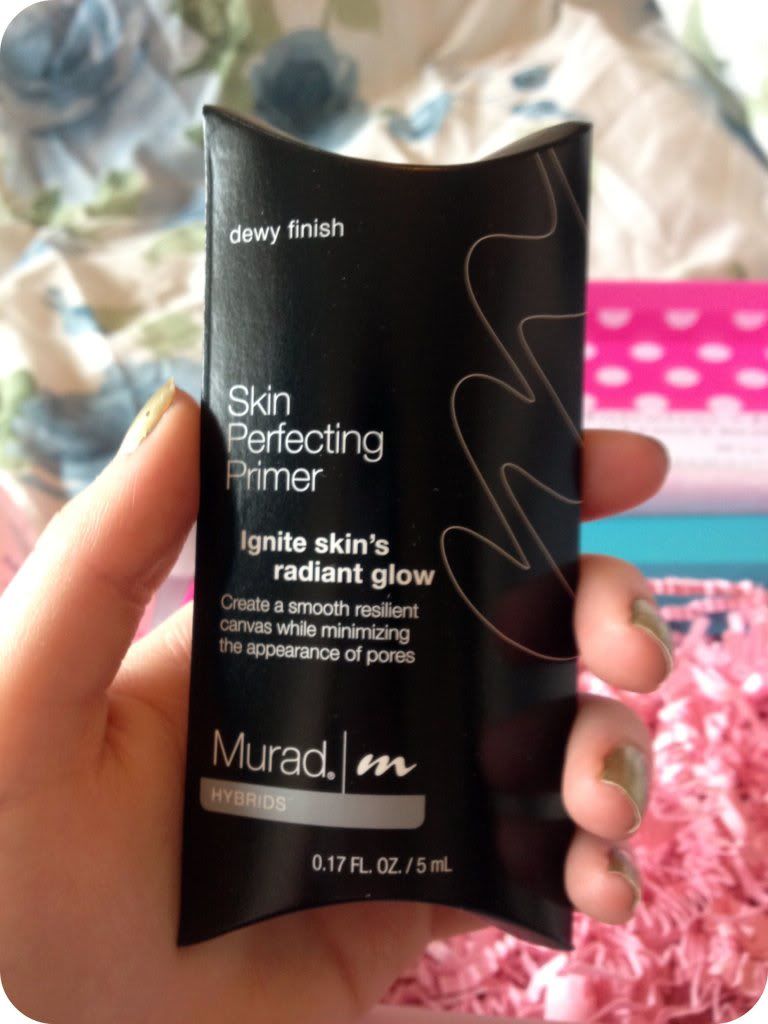 dewy finish
Skin
Perfecting
Primer
Ignite skin's
radiant glow
Create a smooth resilient
canvas while minimizing
the appearance of pores
Murad.® m
HYBRIDS™
0.17 FL. OZ. / 5 mL